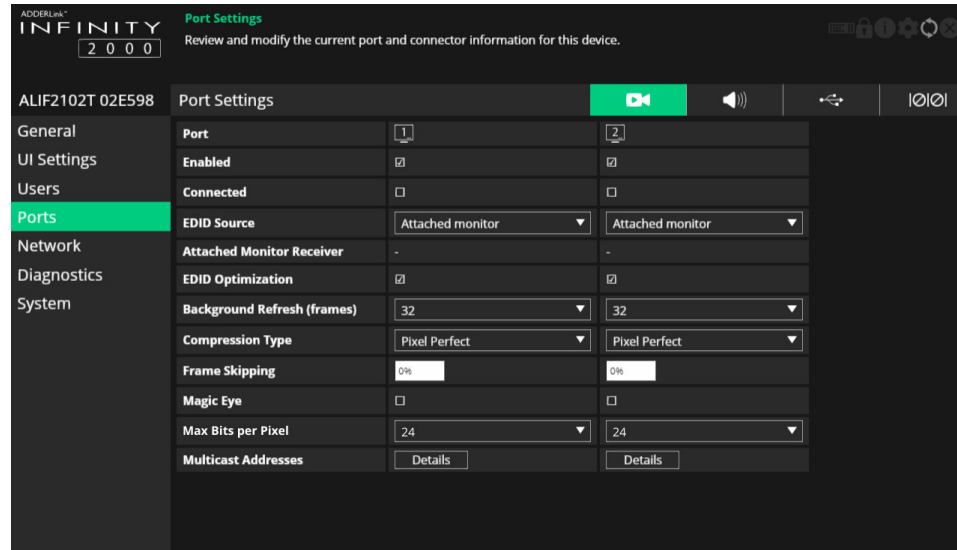 ADDERLink™
INFINITY
2000
Port Settings
Review and modify the current port and connector information for this device.
ALIF2102T 02E598
Port Settings
|0|0|
General
UI Settings
Users
Ports
Network
Diagnostics
System
Port 1 2
Enabled
Connected
EDID Source Attached monitor Attached monitor
Attached Monitor Receiver - -
EDID Optimization
Background Refresh (frames) 32 32
Compression Type Pixel Perfect Pixel Perfect
Frame Skipping 0% 0%
Magic Eye
Max Bits per Pixel 24 24
Multicast Addresses Details Details